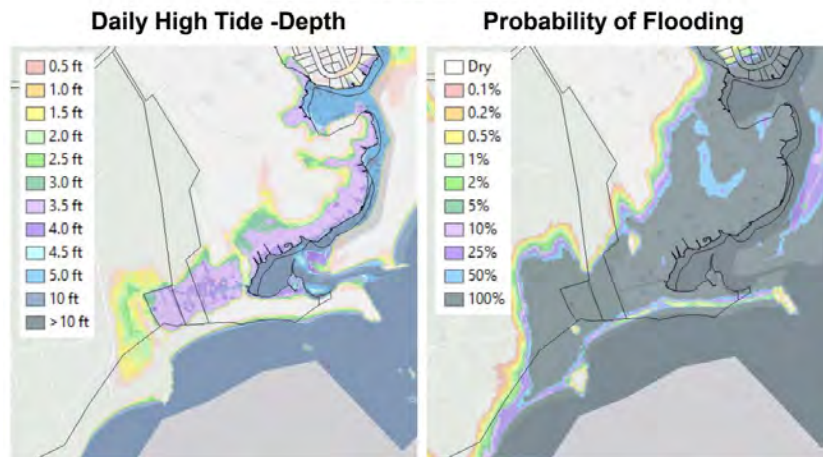 Daily High Tide -Depth
0.5 ft
1.0 ft
1.5 ft
2.0 ft
2.5 ft
3.0 ft
3.5 ft
4.0 ft
4.5 ft
5.0 ft
10 ft
>10 ft
Probability of Flooding
Dry
0.1%
0.2%
0.5%
1%
2%
5%
10%
25%
50%
100%